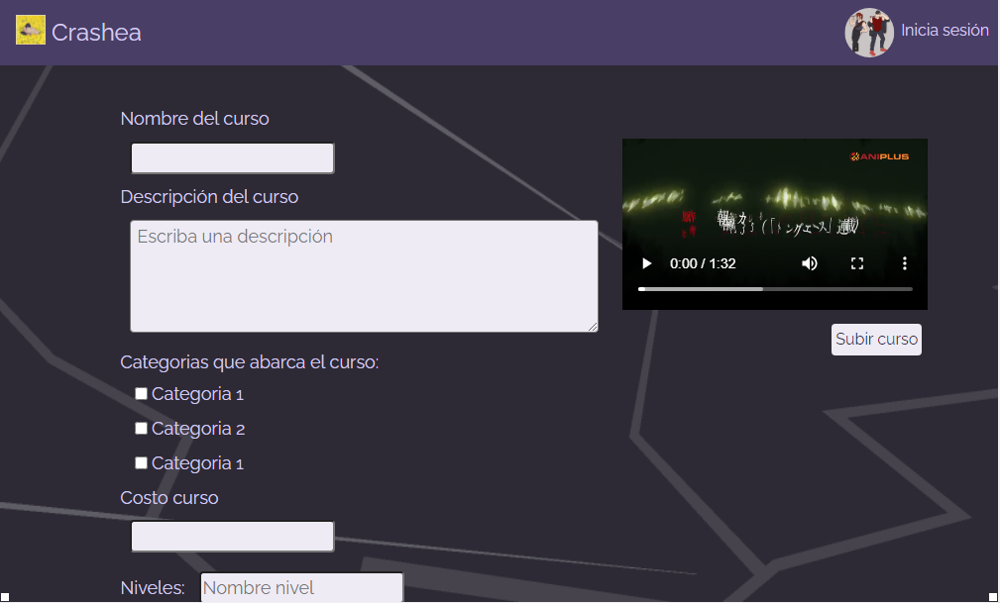 Crashea
Inicia sesión
Nombre del curso
Descripción del curso
Escriba una descripción
Categorias que abarca el curso:
Categoria 1
Categoria 2
Categoria 1
Costo curso
Niveles:
Nombre nivel
ANIPLUS
0:00 / 1:32
Subir curso